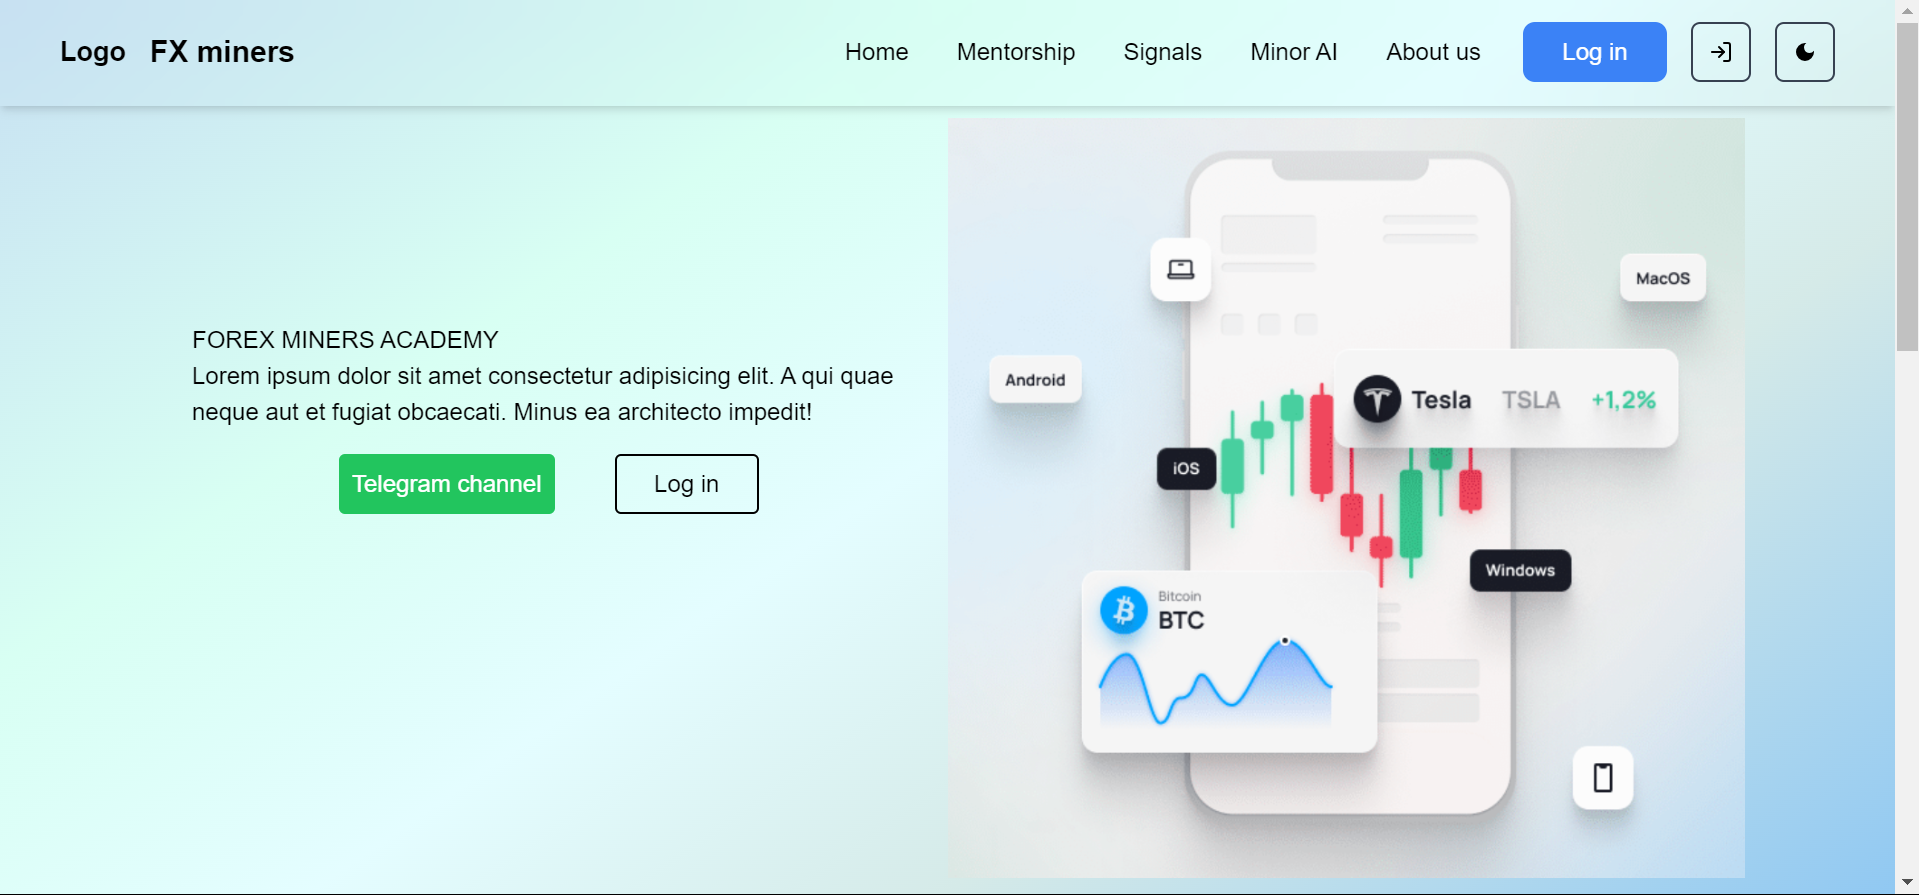 Logo FX miners Home Mentorship Signals Minor AI About us Log in
FOREX MINERS ACADEMY
Lorem ipsum dolor sit amet consectetur adipisicing elit. A qui quae
neque aut et fugiat obcaecati. Minus ea architecto impedit!
Telegram channel Log in
MacOS
Android
Tesla TSLA +1,2%
iOS
Windows
Bitcoin
BTC